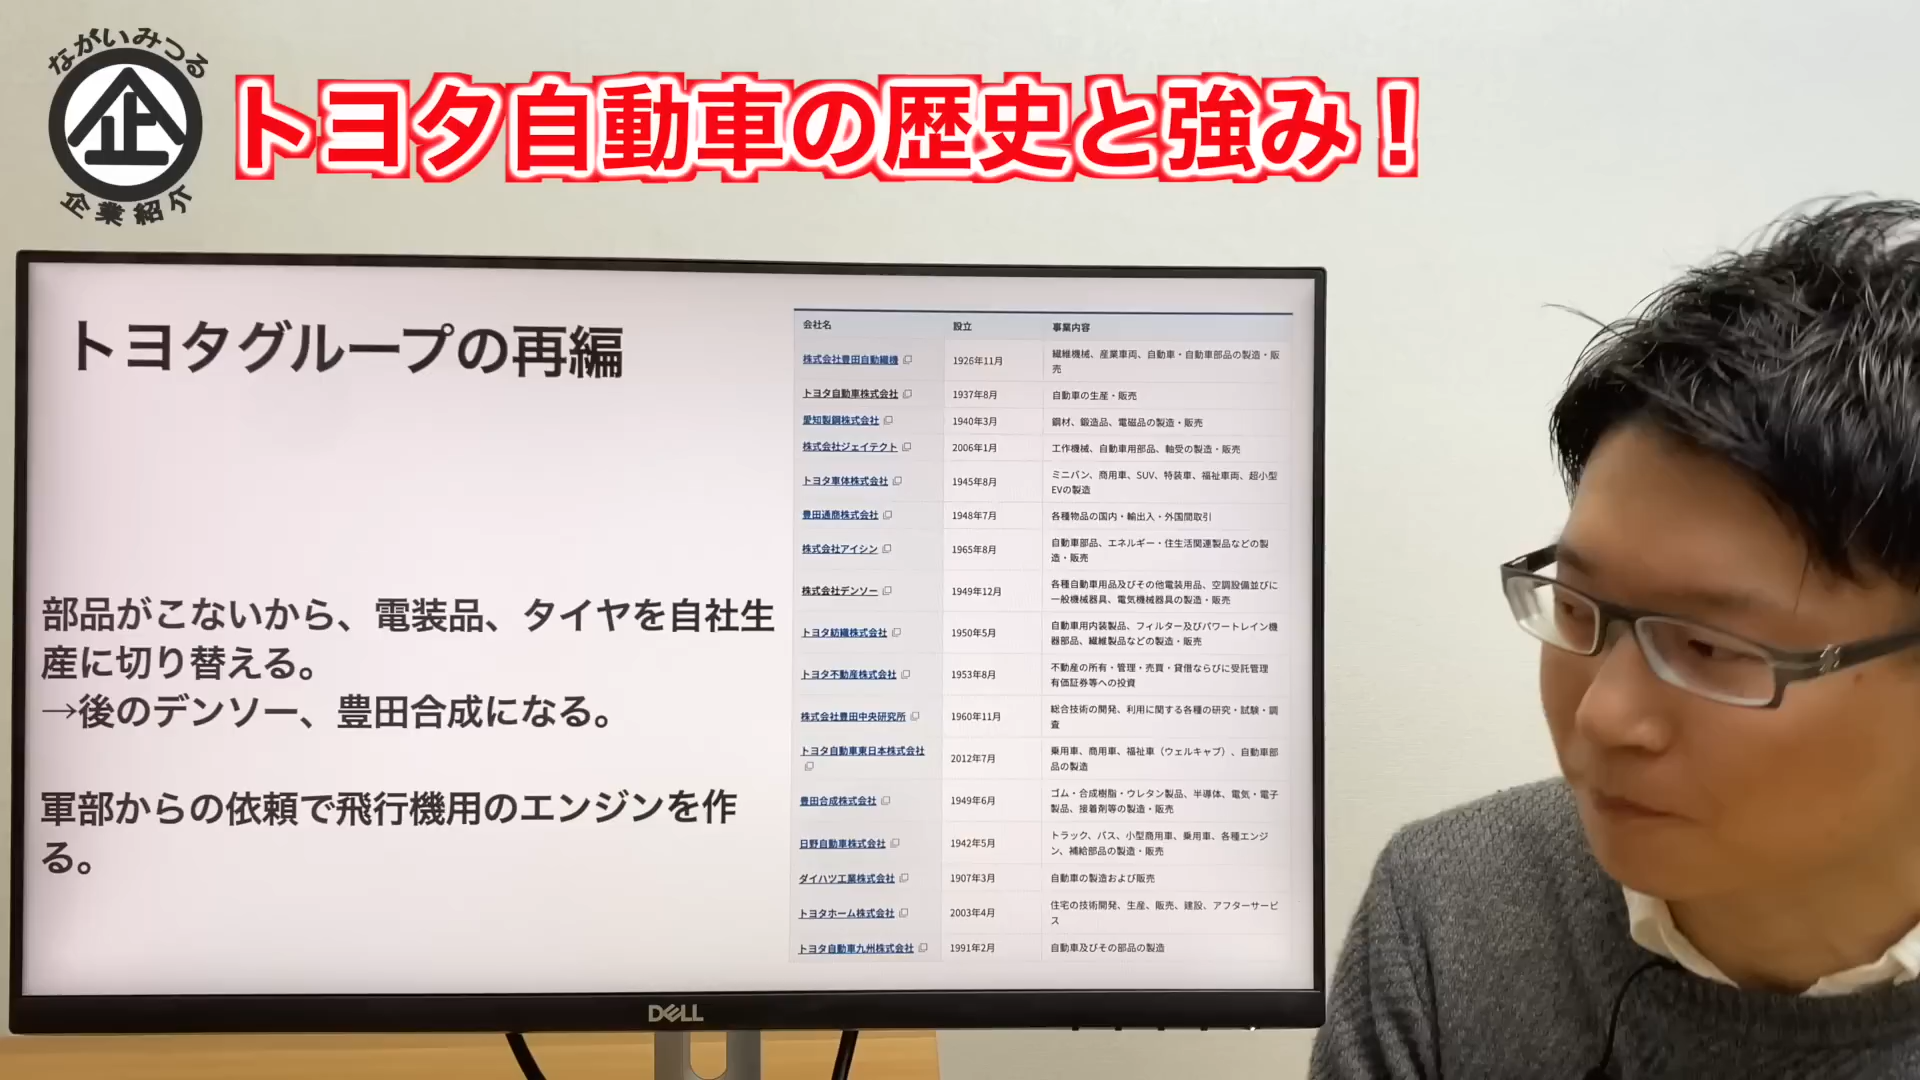 ながいみつる
企
企業紹介
トヨタ自動車の歴史と強み！
トヨタグループの再編
部品がこないから、電装品、タイヤを自社生
産に切り替える。
→後のデンソー、豊田合成になる。
軍部からの依頼で飛行機用のエンジンを作
る。
会社名 設立 事業内容
株式会社豊田自動織機 1926年11月 繊維機械、産業車両、自動車・自動車部品の製造・販
売
トヨタ自動車株式会社 1937年8月 自動車の生産・販売
愛知製鋼株式会社 1940年3月 鋼材、鍛造品、電磁品の製造・販売
株式会社ジェイテクト 2006年1月 工作機械、自動車用部品、軸受の製造・販売
トヨタ車体株式会社 1945年8月 ミニバン、商用車、SUV、特装車、福祉車両、超小型
EVの製造
豊田通商株式会社 1948年7月 各種物品の国内・輸出入・外国間取引
株式会社アイシン 1965年8月 自動車部品、エネルギー・住生活関連製品などの製
造・販売
株式会社デンソー 1949年12月 各種自動車用品及びその他電装用品、空調設備並びに
一般機械器具、電気機械器具の製造・販売
トヨタ紡織株式会社 1950年5月 自動車用内装製品、フィルター及びパワートレイン機
器部品、繊維製品などの製造・販売
トヨタ不動産株式会社 1953年8月 不動産の所有・管理・売買・貸借ならびに受託管理
有価証券等への投資
株式会社豊田中央研究所 1960年11月 総合技術の開発、利用に関する各種の研究・試験・調
査
トヨタ自動車東日本株式会社 2012年7月 乗用車、商用車、福祉車（ウェルキャブ）、自動車部
品の製造
豊田合成株式会社 1949年6月 ゴム・合成樹脂・ウレタン製品、半導体、電気・電子
製品、接着剤等の製造・販売
日野自動車株式会社 1942年5月 トラック、バス、小型商用車、乗用車、各種エンジ
ン、補給部品の製造・販売
ダイハツ工業株式会社 1907年3月 自動車の製造および販売
トヨタホーム株式会社 2003年4月 住宅の技術開発、生産、販売、建設、アフターサービ
ス
トヨタ自動車九州株式会社 1991年2月 自動車及びその部品の製造
DELL